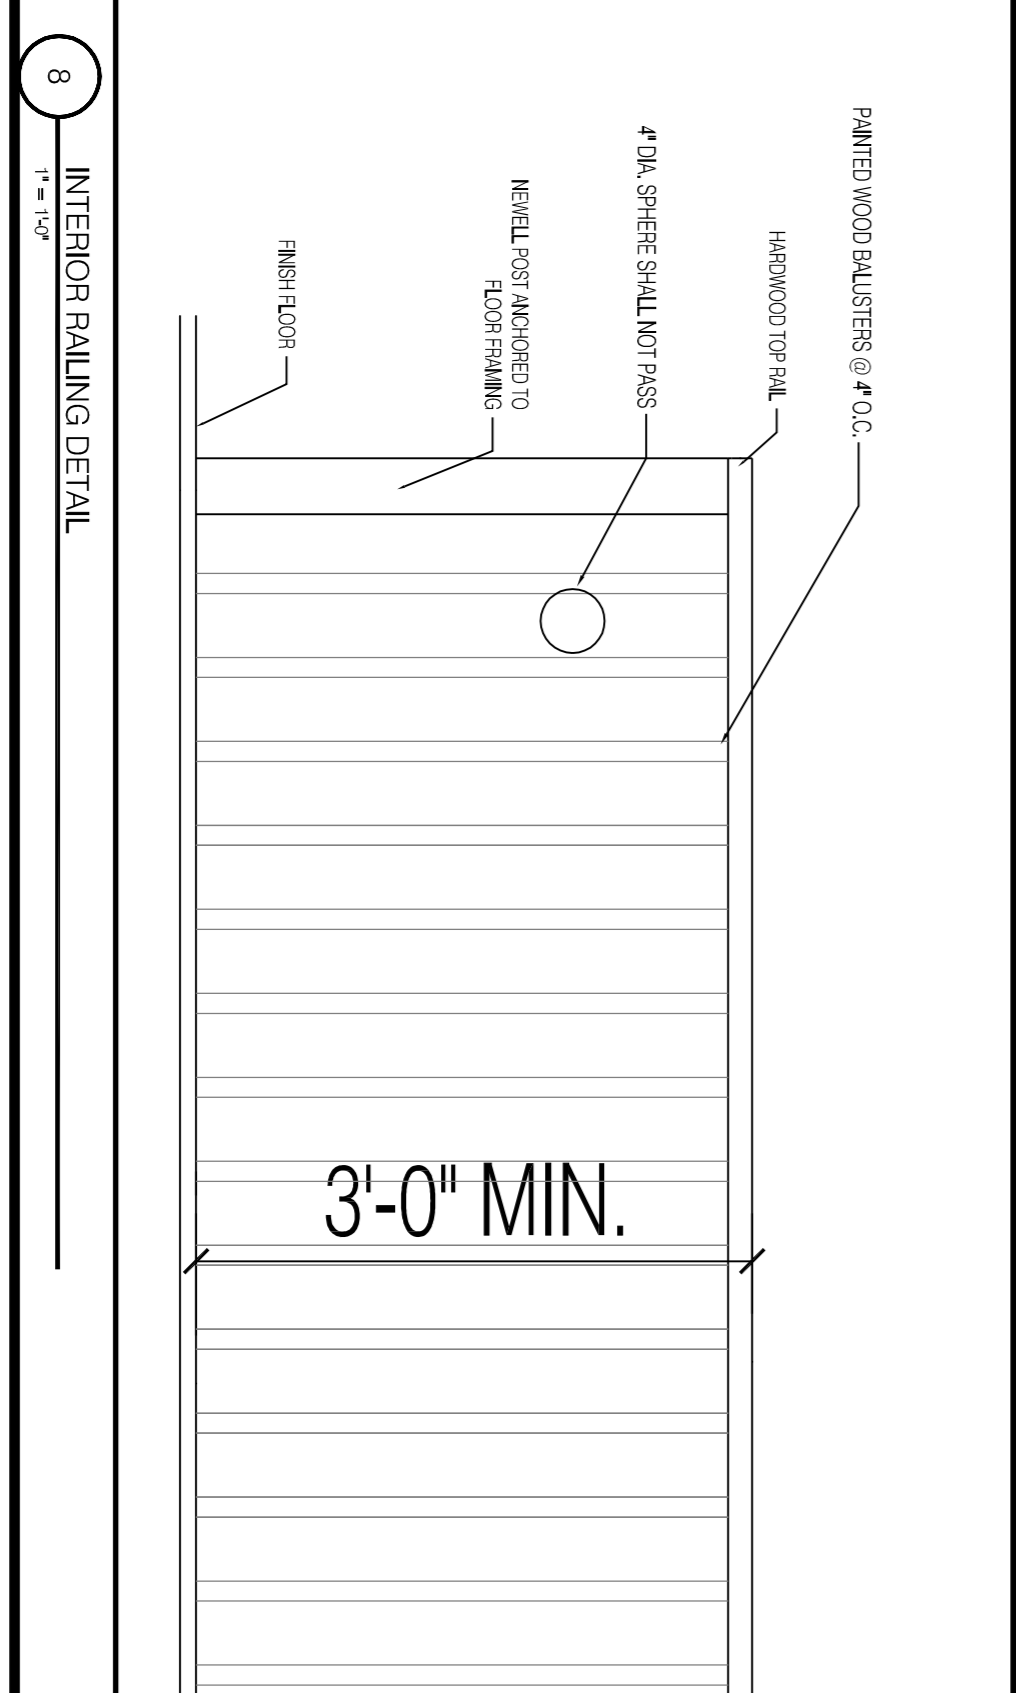 PAINTED WOOD BALUSTERS @ 4" O.C.
HARDWOOD TOP RAIL
4" DIA. SPHERE SHALL NOT PASS
NEWELL POST ANCHORED TO
FLOOR FRAMING
FINISH FLOOR
3'-0" MIN.
8
INTERIOR RAILING DETAIL
1" = 1'-0"